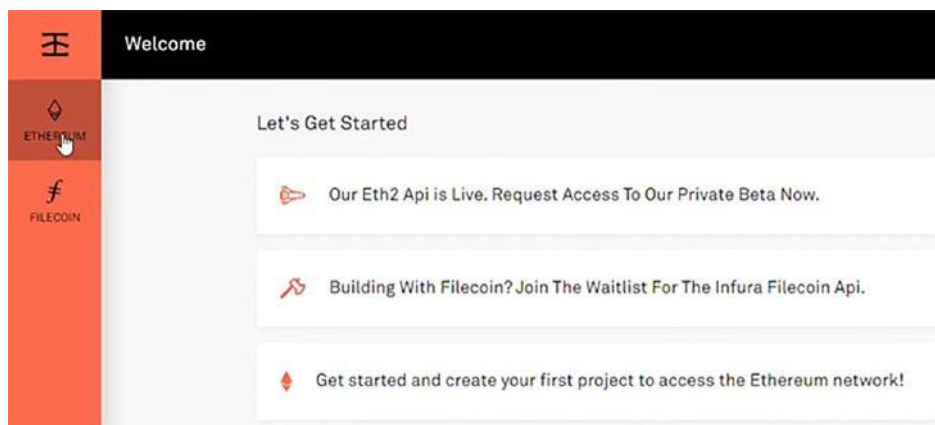 Welcome
ETHEREUM
FILECOIN
Let's Get Started
Our Eth2 Api is Live. Request Access To Our Private Beta Now.
Building With Filecoin? Join The Waitlist For The Infura Filecoin Api.
Get started and create your first project to access the Ethereum network!